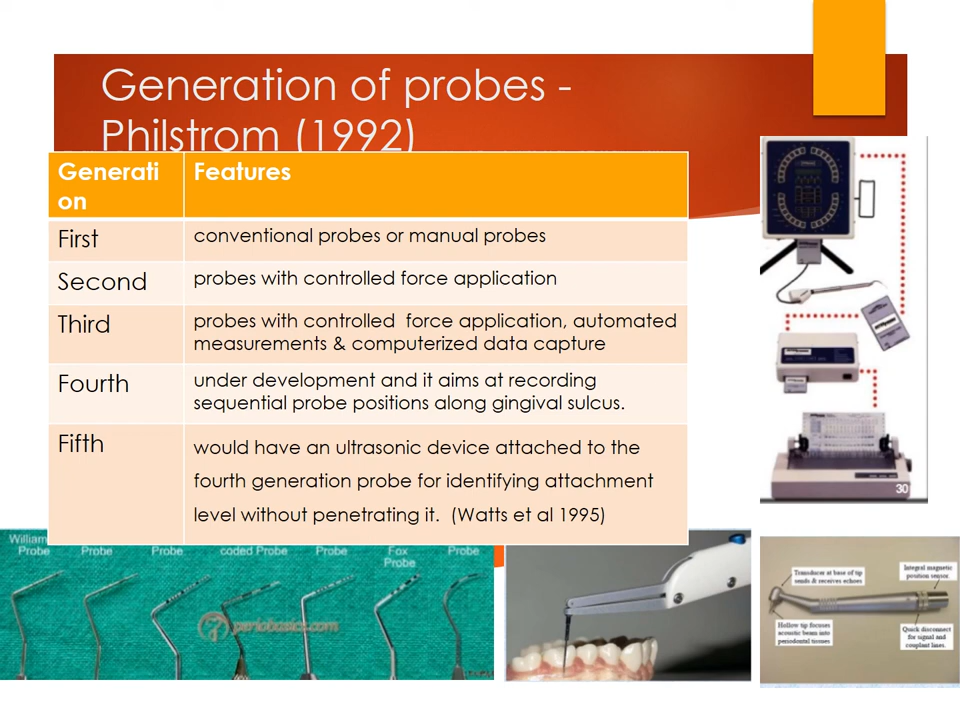 Generation of probes -
Philstrom (1992)
Generati
on
Features
First
conventional probes or manual probes
Second
probes with controlled force application
Third
probes with controlled force application, automated
measurements & computerized data capture
Fourth
under development and it aims at recording
sequential probe positions along gingival sulcus.
Fifth
would have an ultrasonic device attached to the
fourth generation probe for identifying attachment
level without penetrating it. (Watts et al 1995)
30
William
Probe
Probe
Probe
coded Probe
Probe
Fox
Probe
Probe
periobasics.com
Transducer at base of tip
sends & receives echoes
Integral magnetic
position sensor.
Hollow tip focuses
acoustic beam into
periodontal tissues
Quick disconnect
for signal and
couplant lines.